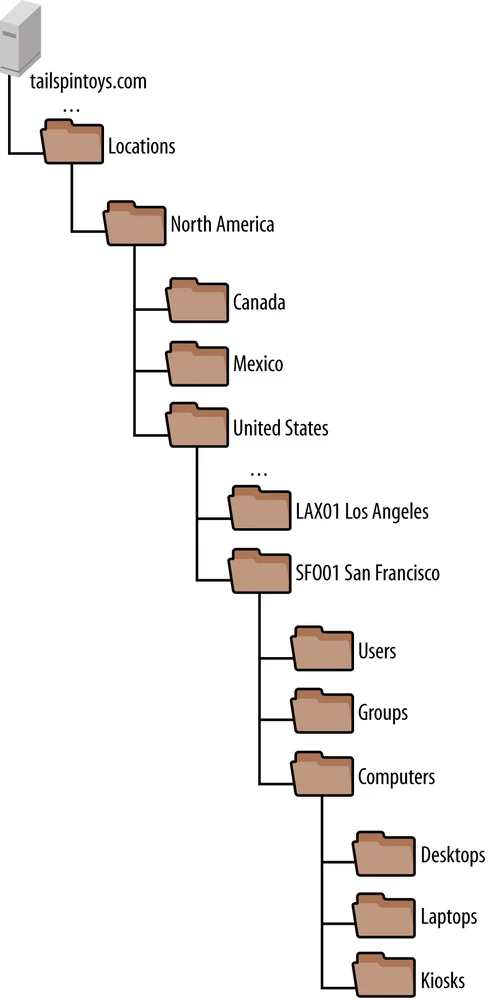 tailspintoys.com
...
Locations
North America
Canada
Mexico
United States
...
LAX01 Los Angeles
SFO01 San Francisco
Users
Groups
Computers
Desktops
Laptops
Kiosks